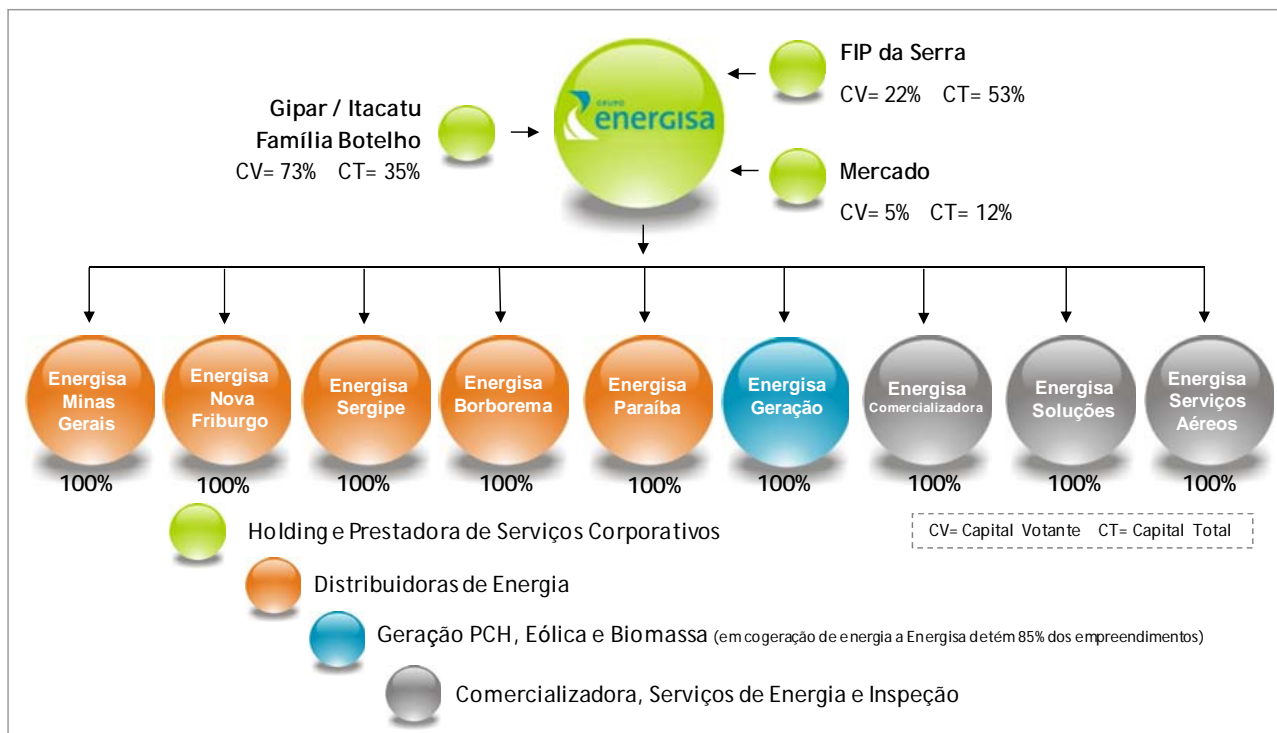 FIP da Serra
CV= 22% CT= 53%
Gipar / Itacatu
Família Botelho
CV= 73% CT= 35%
GRUPO
energisa
Mercado
CV= 5% CT= 12%
Energisa
Minas
Gerais
100%
Energisa
Nova
Friburgo
100%
Energisa
Sergipe
100%
Energisa
Borborema
100%
Energisa
Paraíba
100%
Energisa
Geração
100%
Energisa
Comercializadora
100%
Energisa
Soluções
100%
Energisa
Serviços
Aéreos
100%
Holding e Prestadora de Serviços Corporativos
CV= Capital Votante CT= Capital Total
Distribuidoras de Energia
Geração PCH, Eólica e Biomassa (em cogeração de energia a Energisa detém 85% dos empreendimentos)
Comercializadora, Serviços de Energia e Inspeção